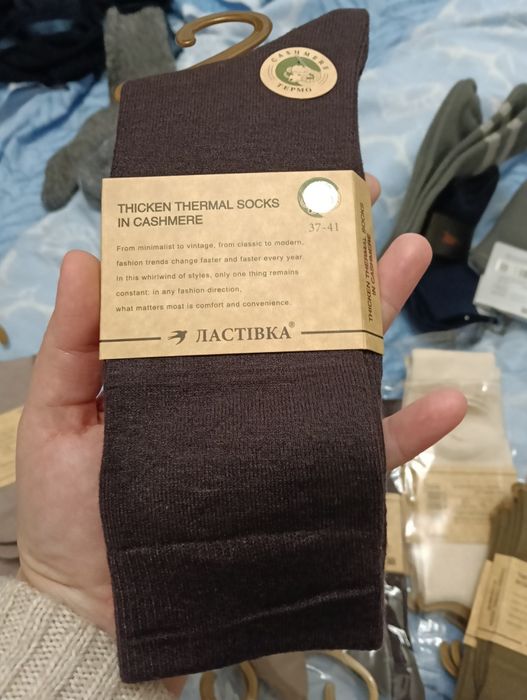 CASHMERE
ТЕРМО
THICKEN THERMAL SOCKS
IN CASHMERE
37-41
From minimalist to vintage, from classic to modern,
fashion trends change faster and faster every year.
In this whirlwind of styles, only one thing remains
constant: in any fashion direction,
what matters most is comfort and convenience.
ЛАСТІВКА®
THICKEN THERMAL SOCKS
IN CASHMERE